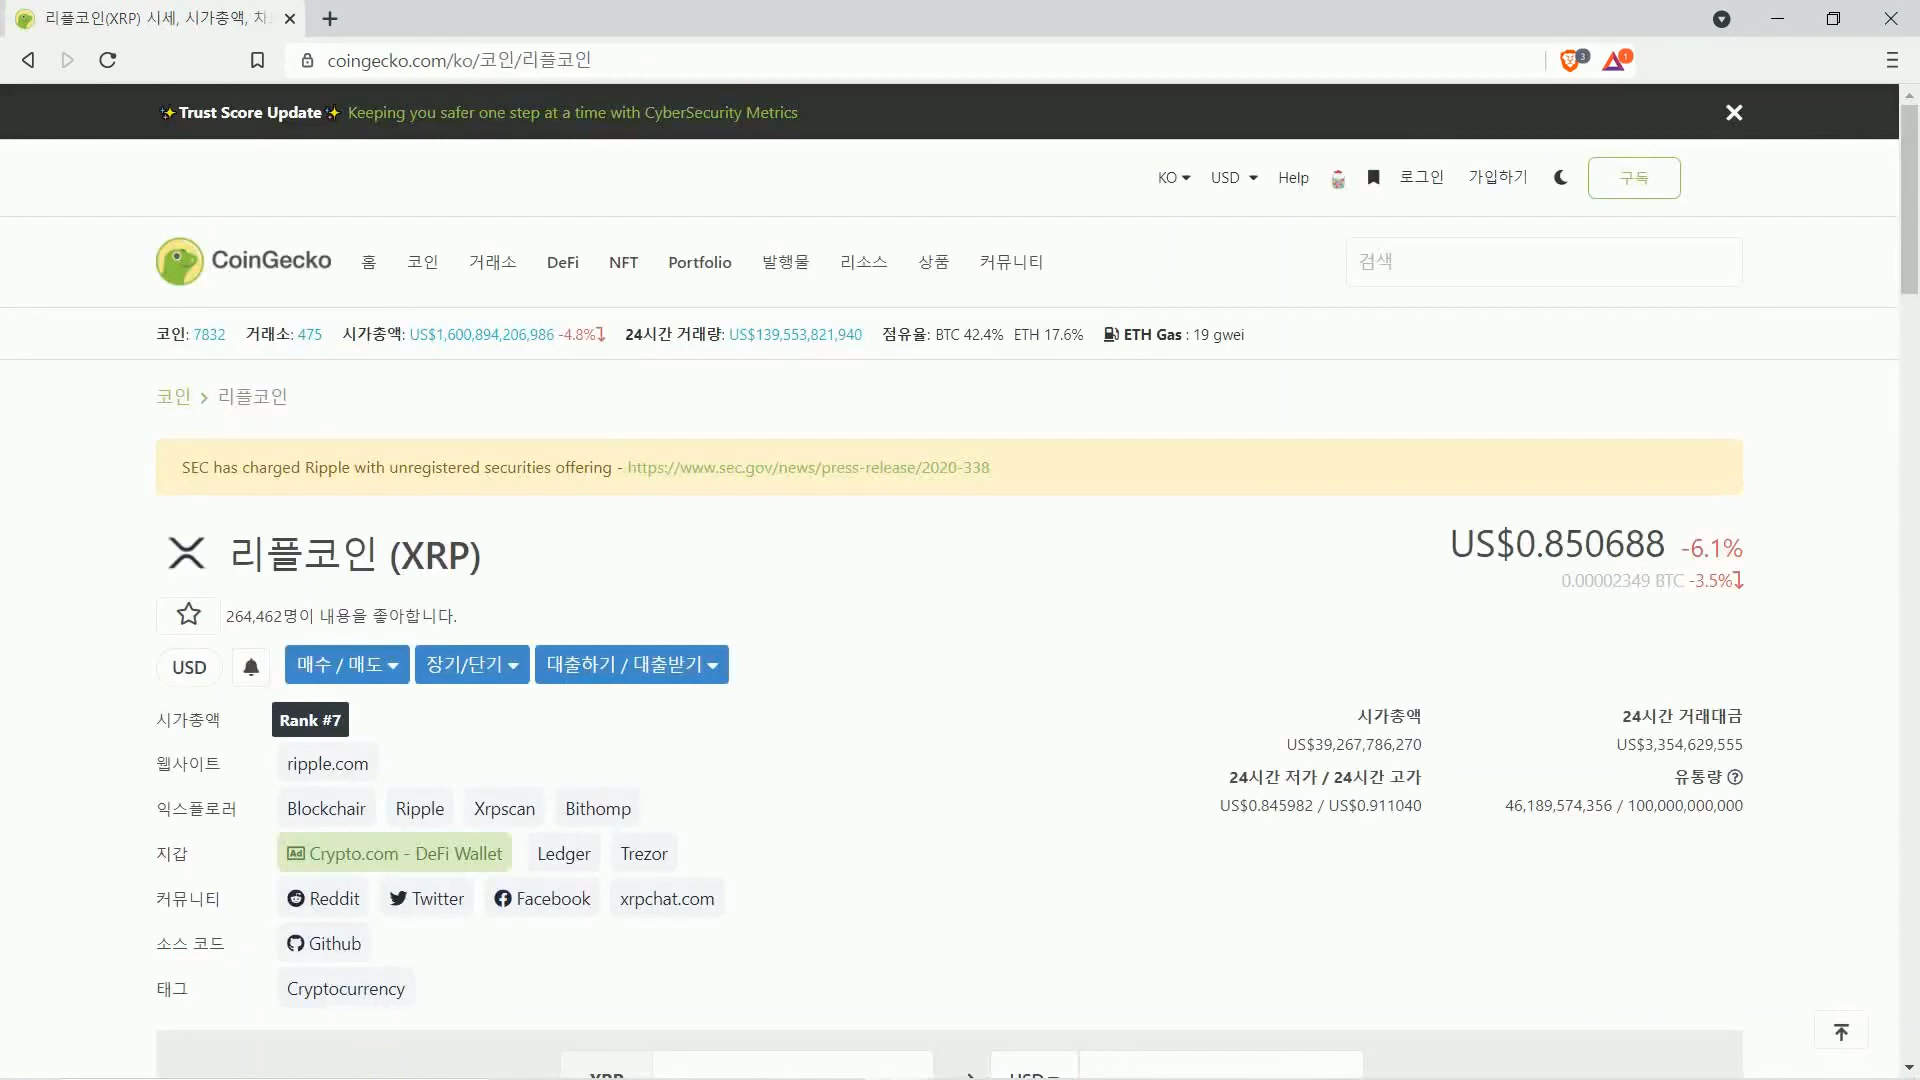 리플코인(XRP) 시세, 시가총액, 차
coingecko.com/ko/코인/리플코인
3
1
✨Trust Score Update✨ Keeping you safer one step at a time with CyberSecurity Metrics
KO USD Help 로그인 가입하기 구독
CoinGecko 홈 코인 거래소 DeFi NFT Portfolio 발행물 리소스 상품 커뮤니티 검색
코인: 7832 거래소: 475 시가총액: US$1,600,894,206,986 -4.8% 24시간 거래량: US$139,553,821,940 점유율: BTC 42.4% ETH 17.6% ETH Gas : 19 gwei
코인 > 리플코인
SEC has charged Ripple with unregistered securities offering - https://www.sec.gov/news/press-release/2020-338
리플코인 (XRP)
US$0.850688 -6.1%
0.00002349 BTC -3.5%
264,462명이 내용을 좋아합니다.
USD 매수 / 매도 장기/단기 대출하기 / 대출받기
시가총액 Rank #7
웹사이트 ripple.com
익스플로러 Blockchair Ripple Xrpscan Bithomp
지갑 Ad Crypto.com - DeFi Wallet Ledger Trezor
커뮤니티 Reddit Twitter Facebook xrpchat.com
소스 코드 Github
태그 Cryptocurrency
시가총액 24시간 거래대금
US$39,267,786,270 US$3,354,629,555
24시간 저가 / 24시간 고가 유통량
US$0.845982 / US$0.911040 46,189,574,356 / 100,000,000,000
XRP USD